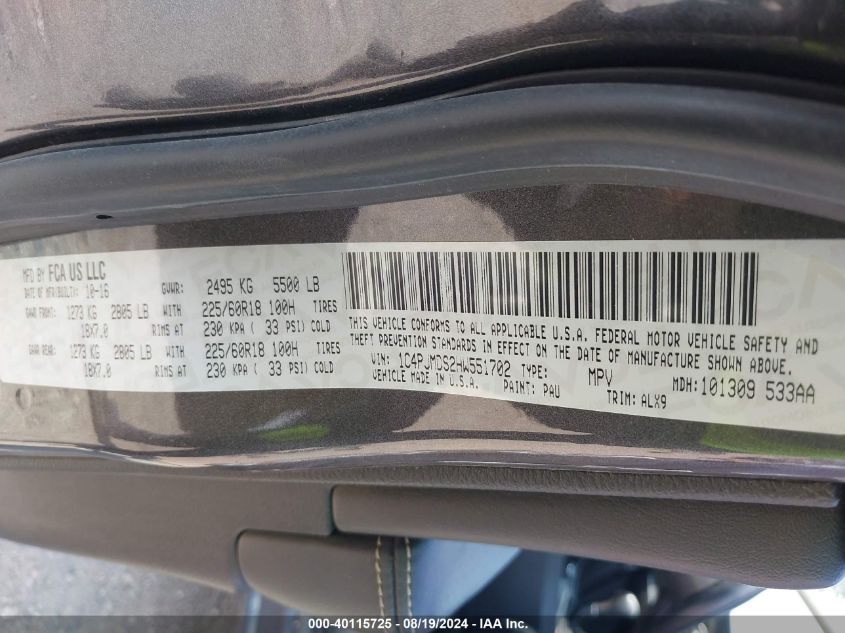 MFD BY FCA US LLC
DATE OF MFR(BUILT): 10-16 GVWR: 2495 KG 5500 LB
GAWR FRONT: 1273 KG 2805 LB WITH 225/60R18 100H TIRES
18X7.0 RIMS AT 230 KPA ( 33 PSI) COLD
GAWR REAR: 1273 KG 2805 LB WITH 225/60R18 100H TIRES
18X7.0 RIMS AT 230 KPA ( 33 PSI) COLD
THIS VEHICLE CONFORMS TO ALL APPLICABLE U.S.A. FEDERAL MOTOR VEHICLE SAFETY AND
THEFT PREVENTION STANDARDS IN EFFECT ON THE DATE OF MANUFACTURE SHOWN ABOVE.
VIN: 1C4PJMDS2HW551702 TYPE: MPV MDH: 101309 533AA
VEHICLE MADE IN U.S.A. PAINT: PAU TRIM: ALX9
000-40115725 - 08/19/2024 - COPYRIGHT IAA, LLC.